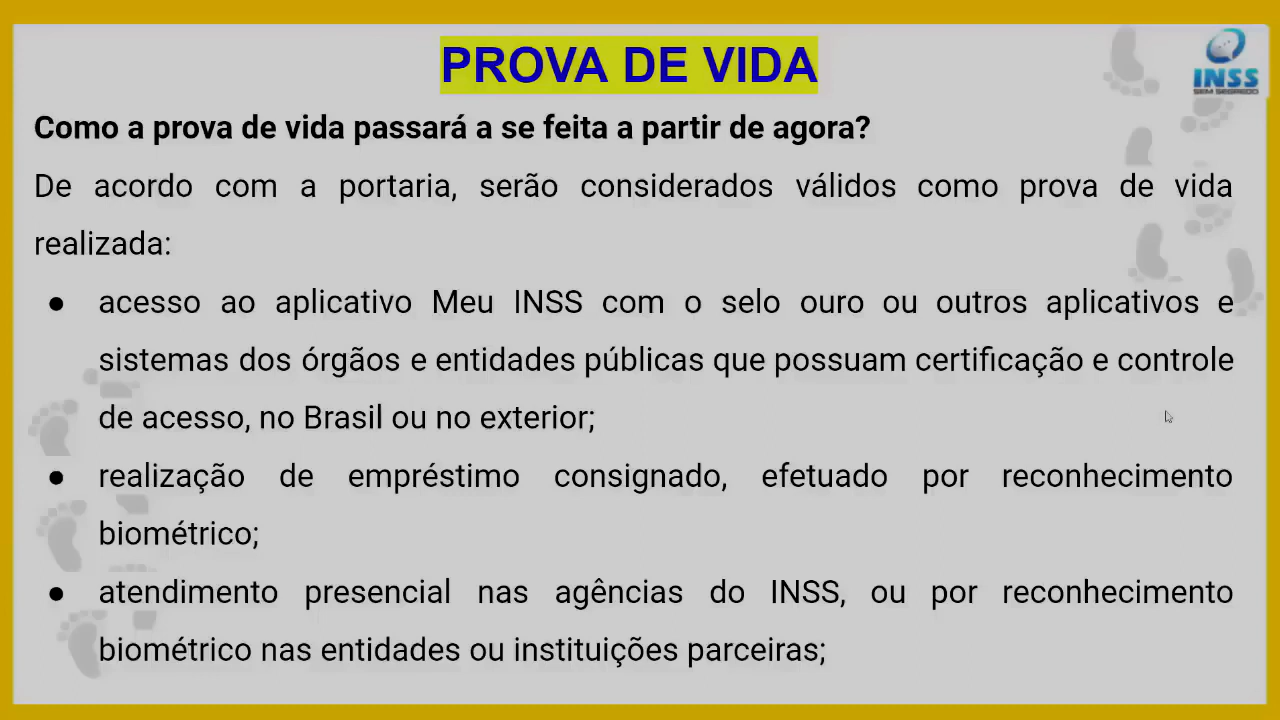 PROVA DE VIDA
INSS
SEM SEGREDO
Como a prova de vida passará a se feita a partir de agora?
De acordo com a portaria, serão considerados válidos como prova de vida
realizada:
● acesso ao aplicativo Meu INSS com o selo ouro ou outros aplicativos e
sistemas dos órgãos e entidades públicas que possuam certificação e controle
de acesso, no Brasil ou no exterior;
● realização de empréstimo consignado, efetuado por reconhecimento
biométrico;
● atendimento presencial nas agências do INSS, ou por reconhecimento
biométrico nas entidades ou instituições parceiras;